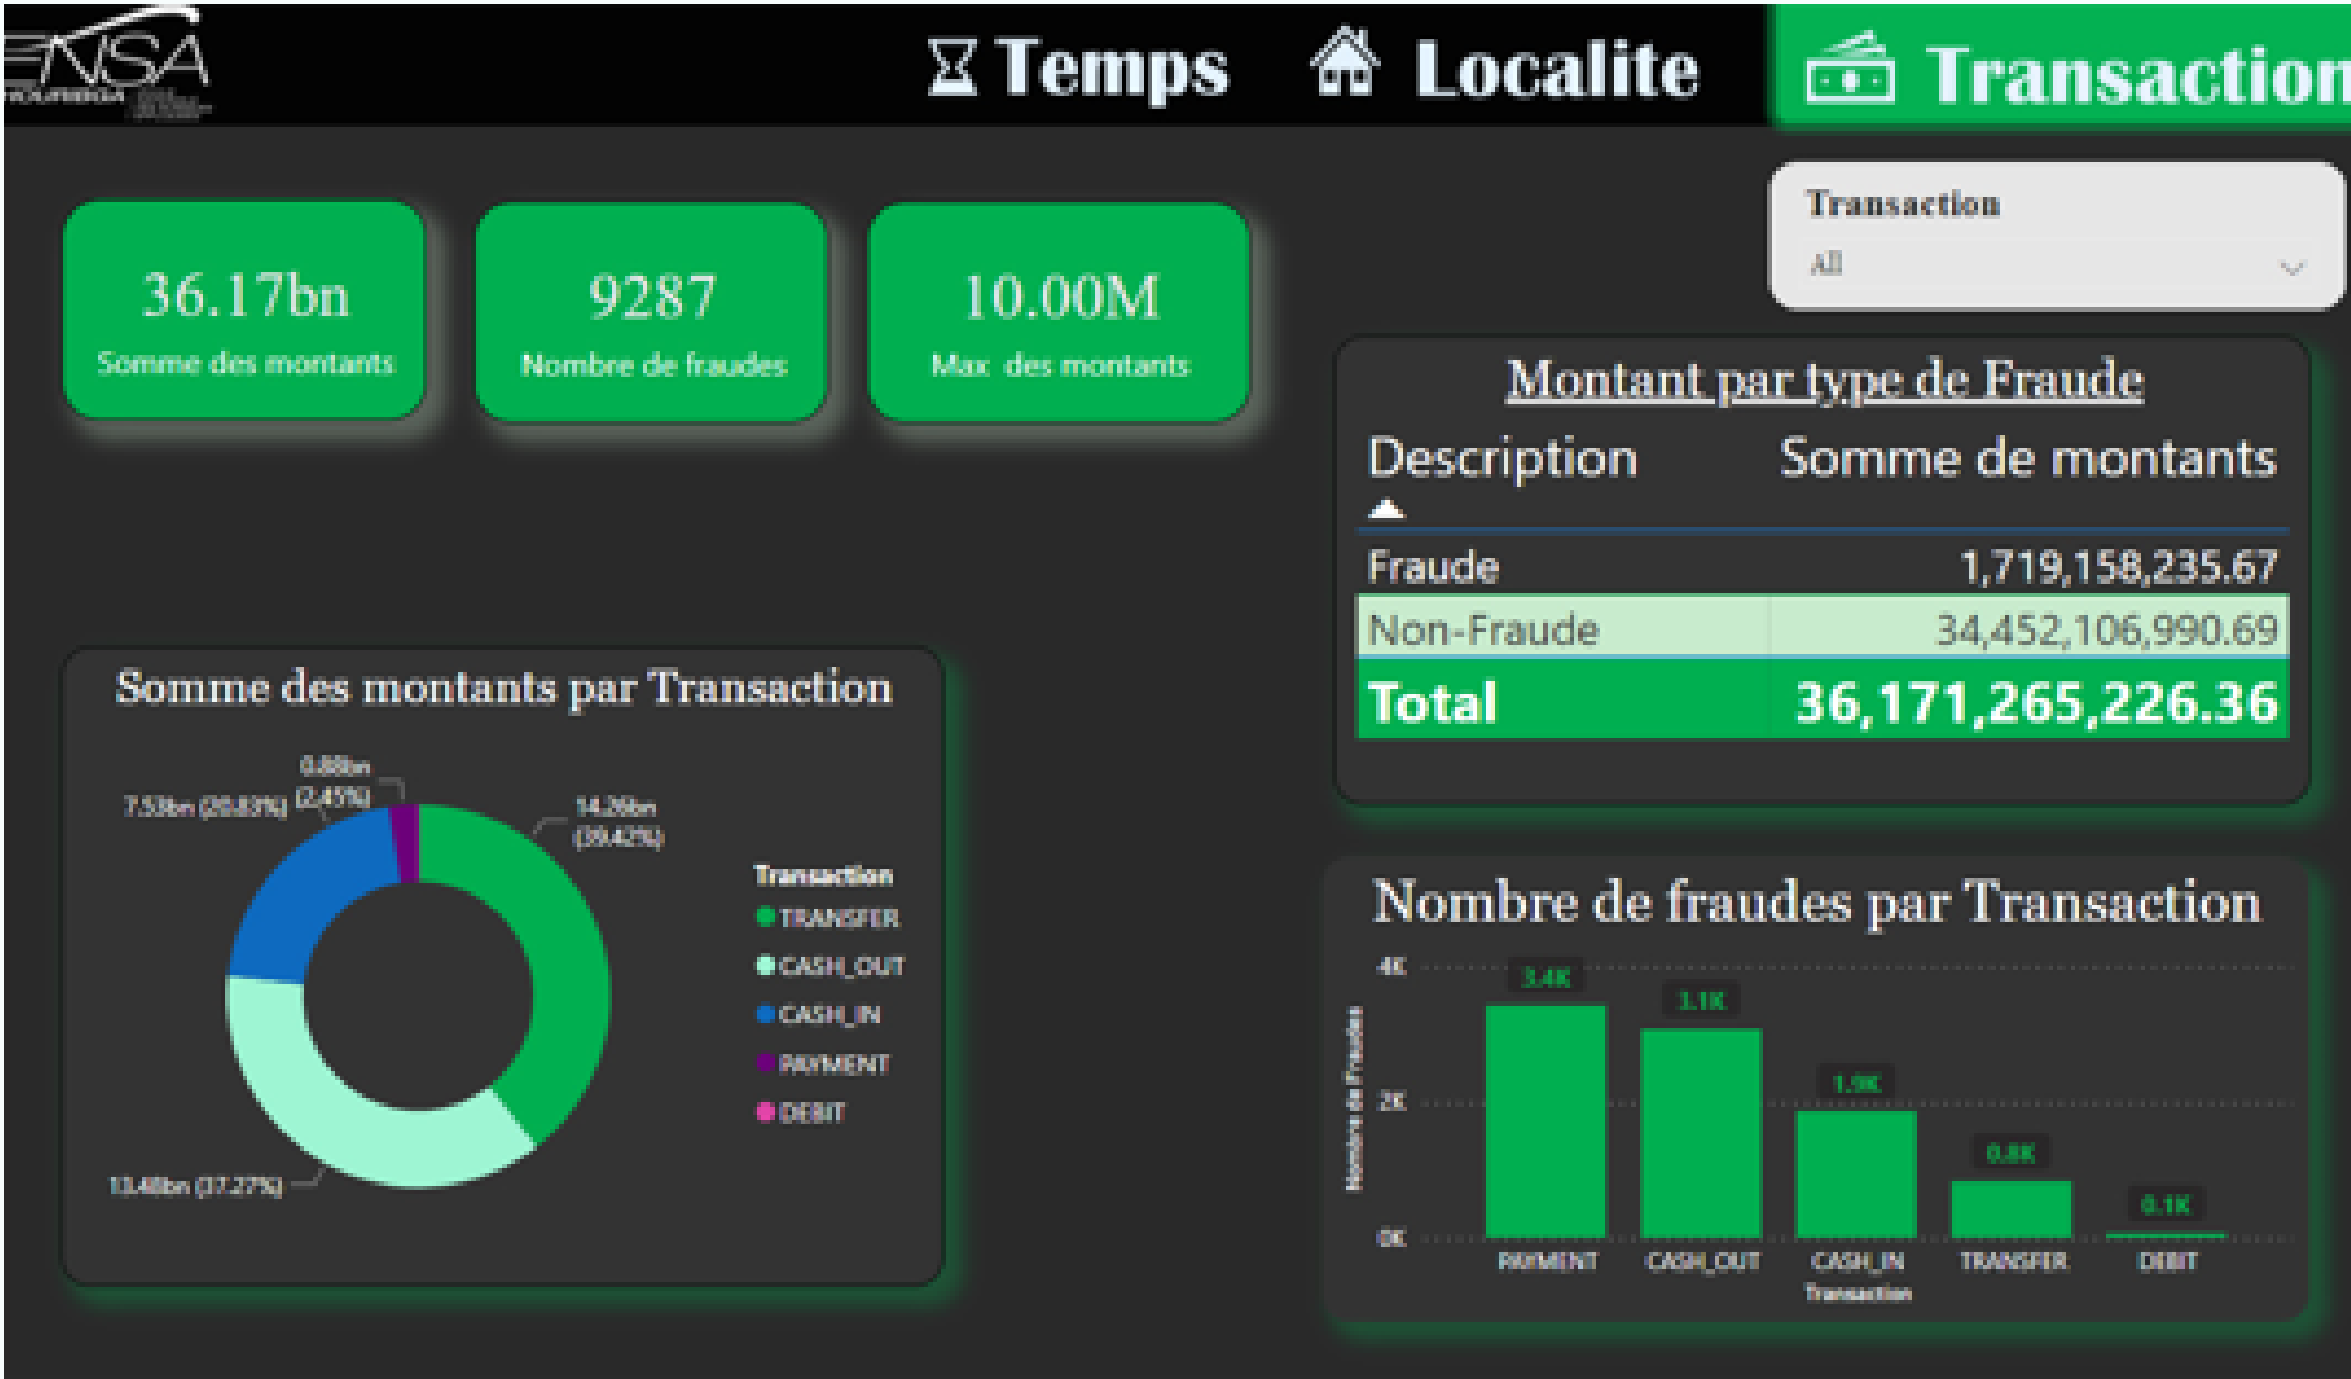 ENSA
Temps
Localite
Transaction
Transaction
All
36.17bn
Somme des montants
9287
Nombre de fraudes
10.00M
Max des montants
Montant par type de Fraude
Description Somme de montants
Fraude 1,719,158,235.67
Non-Fraude 34,452,106,990.69
Total 36,171,265,226.36
Somme des montants par Transaction
0.88bn
(2.45%)
7.53bn (20.83%)
14.26bn
(39.42%)
13.48bn (37.27%)
Transaction
TRANSFER
CASH_OUT
CASH_IN
PAYMENT
DEBIT
Nombre de fraudes par Transaction
Nombre de Fraudes
4K
2K
0K
3.4K
3.1K
1.9K
0.8K
0.1K
PAYMENT CASH_OUT CASH_IN TRANSFER DEBIT
Transaction